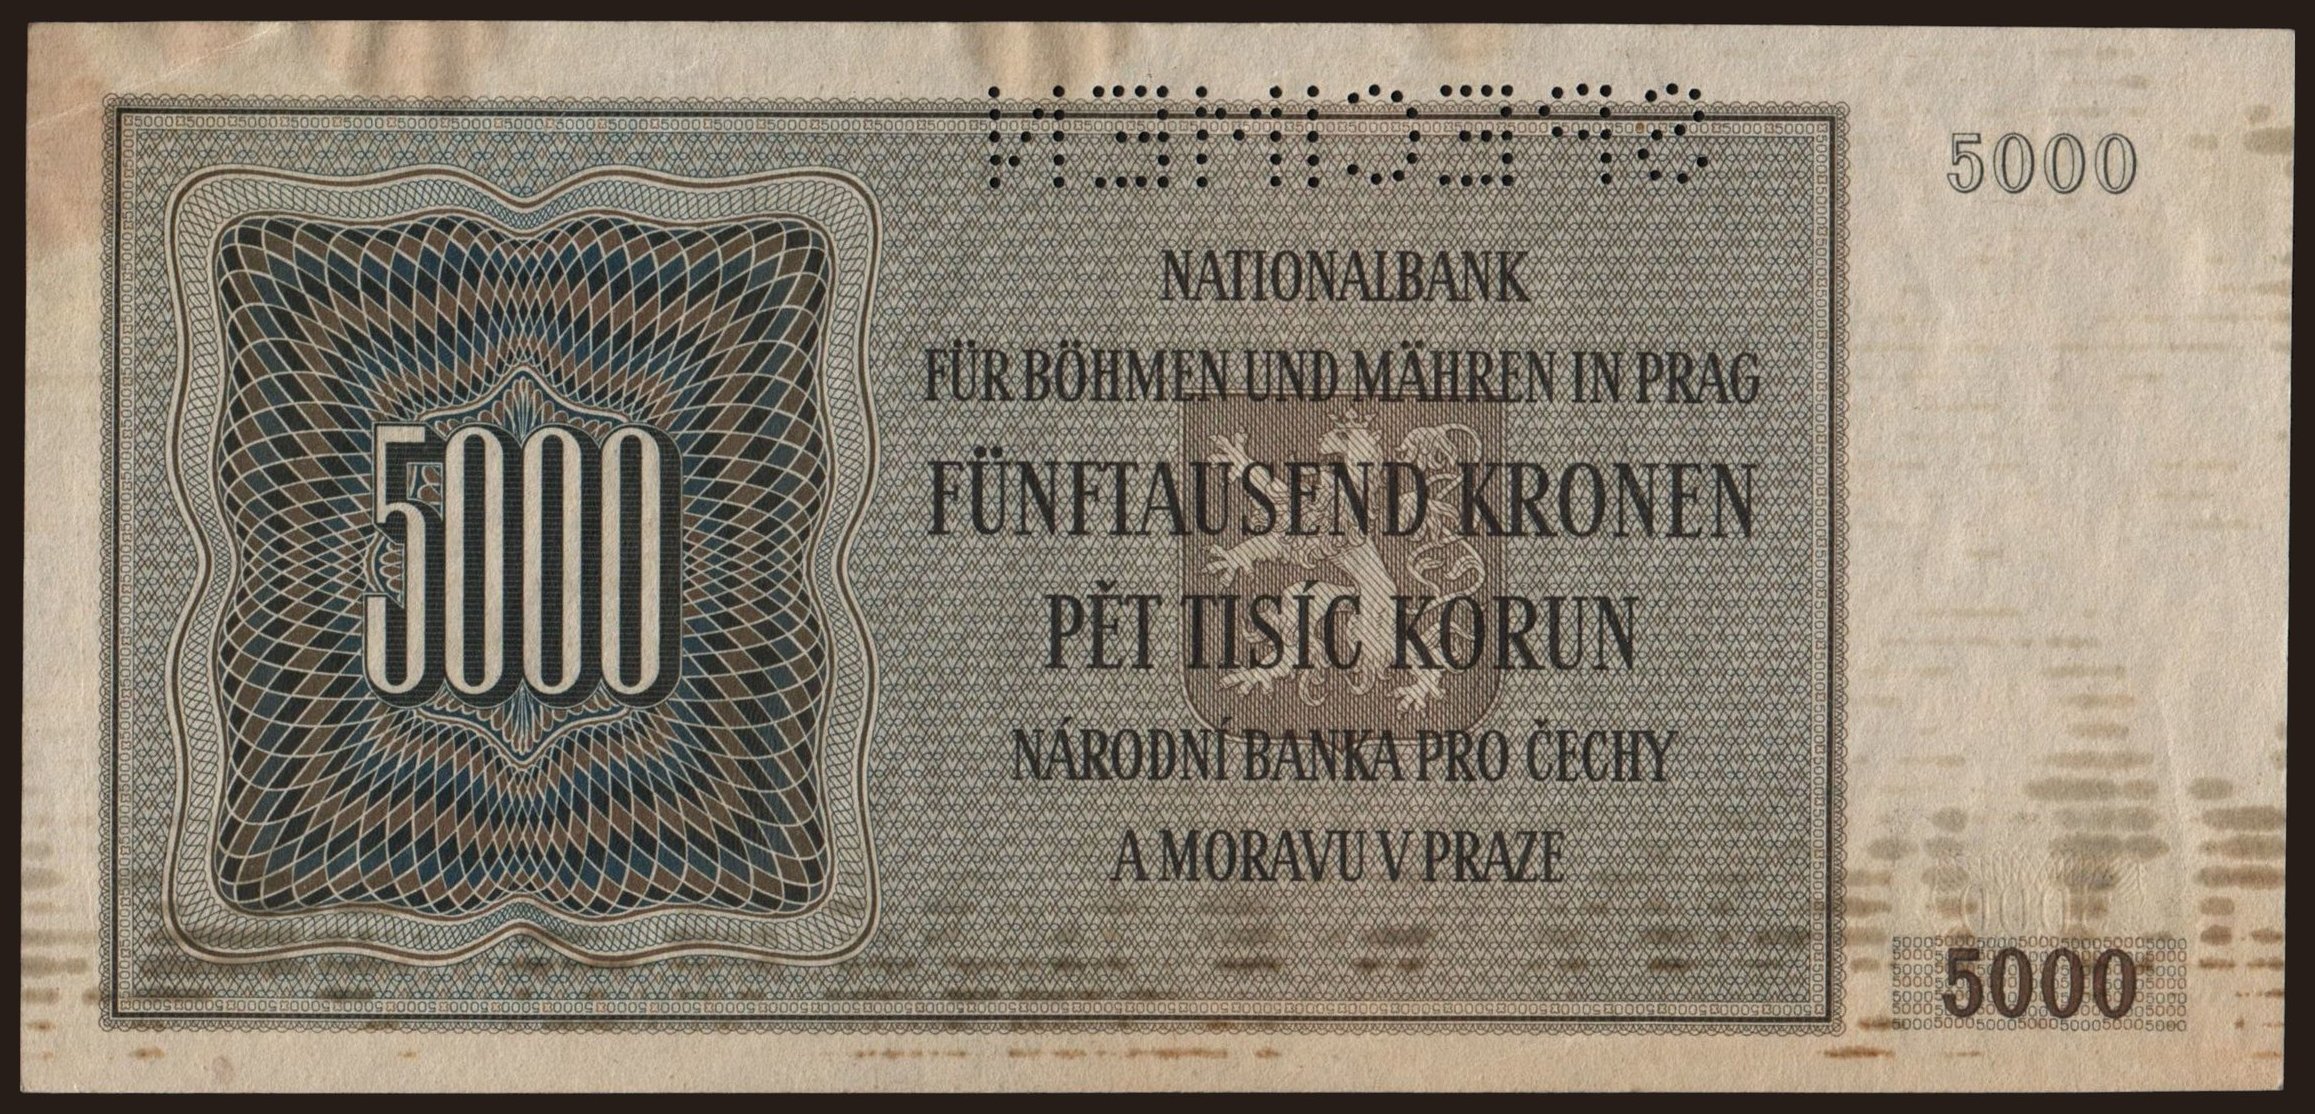 SPECIMEN
5000
NATIONALBANK
FÜR BÖHMEN UND MÄHREN IN PRAG
FÜNFTAUSEND KRONEN
5000
PĚT TISÍC KORUN
NÁRODNÍ BANKA PRO ČECHY
A MORAVU V PRAZE
5000